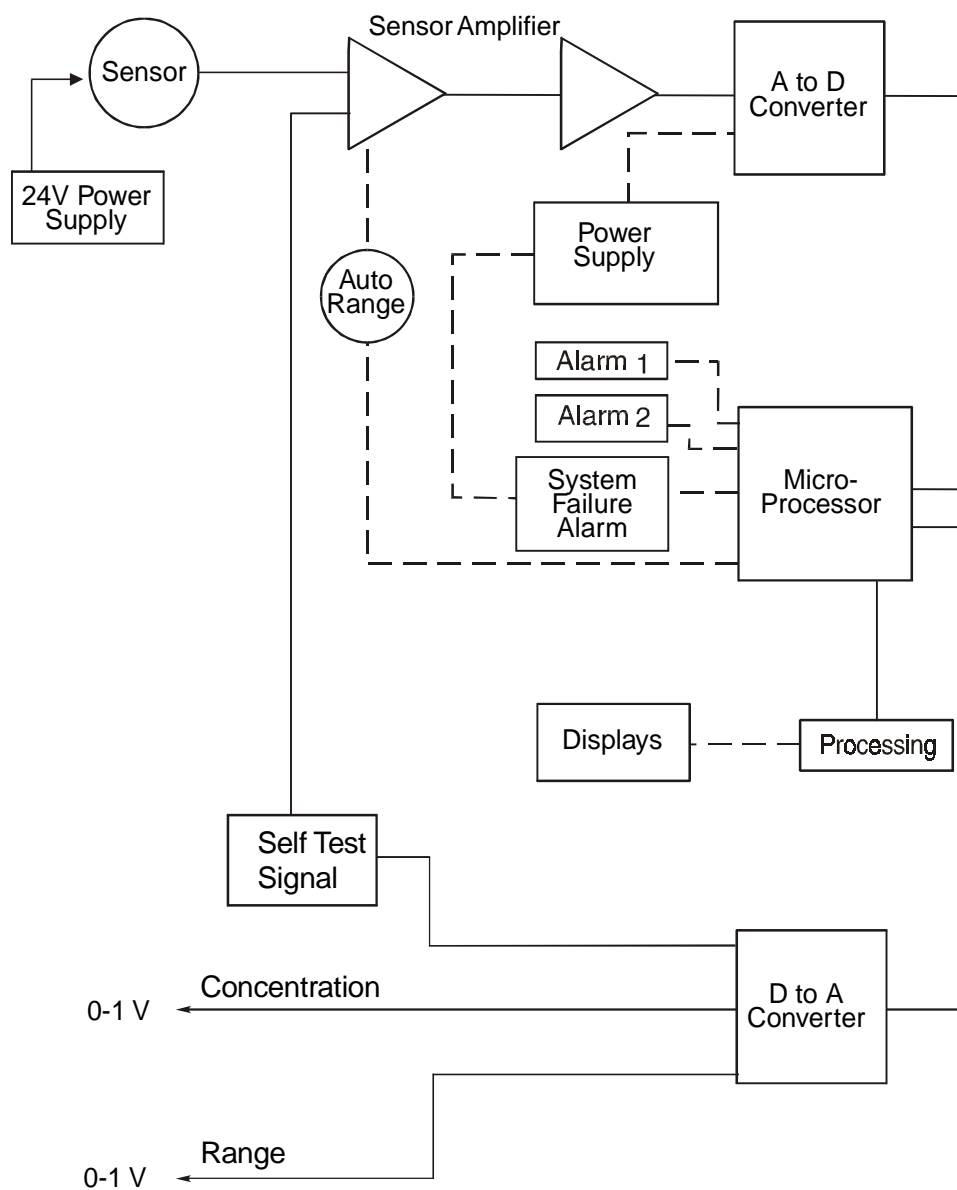 Sensor Amplifier
Sensor
A to D
Converter
24V Power
Supply
Power
Supply
Auto
Range
Alarm 1
Alarm 2
System
Failure
Alarm
Micro-
Processor
Displays
Processing
Self Test
Signal
Concentration
0-1 V
D to A
Converter
Range
0-1 V